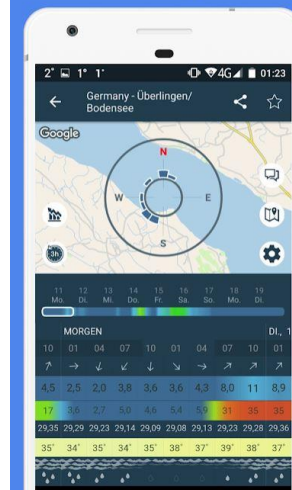 2° 1° 1° 4G 01:23
Germany - Überlingen/
Bodensee
Google
N
W E
S
3h
11 12 13 14 15 16 17 18 19
Mo. Di. Mi. Do. Fr. Sa. So. Mo. Di.
MORGEN DI., 1
10 01 04 07 10 01 04 07 10 01
4,5 2,5 2,0 3,8 3,6 3,6 4,3 8,0 11 8,9
17 3,6 2,7 5,0 4,6 5,4 5,9 31 35 35
29,35 29,29 29,23 29,14 29,09 29,08 29,13 29,23 29,28 29,36
35° 34° 34° 35° 35° 38° 37° 39° 38° 37°